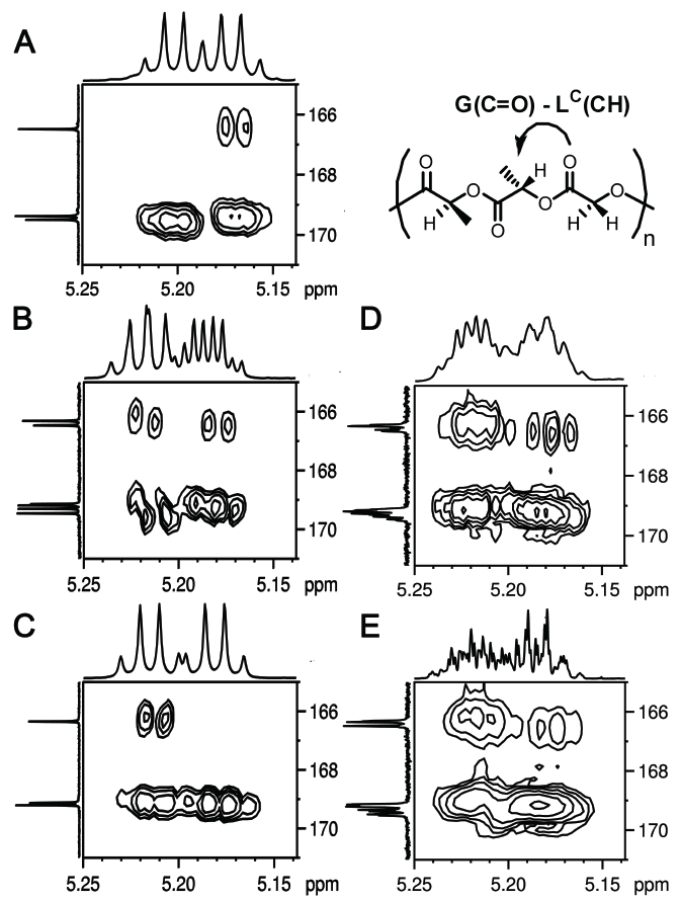 A
166
168
170
5.25 5.20 5.15 ppm
G(C=O) - L^C(CH)
O H O
O O
H O H H
n
B
166
168
170
5.25 5.20 5.15 ppm
D
166
168
170
5.25 5.20 5.15 ppm
C
166
168
170
5.25 5.20 5.15 ppm
E
166
168
170
5.25 5.20 5.15 ppm